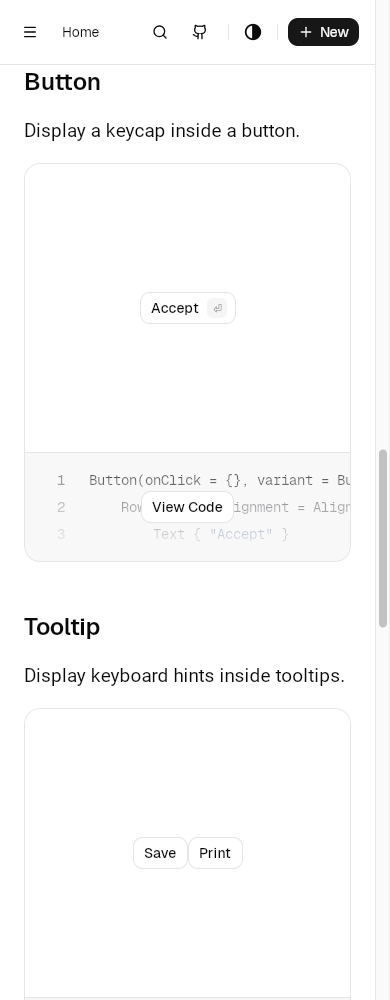 Home
New
Button
Display a keycap inside a button.
Accept ⏎
1 Button(onClick = {}, variant = Bu
2 Row ignment = Align
View Code
3 Text { "Accept" }
Tooltip
Display keyboard hints inside tooltips.
Save Print